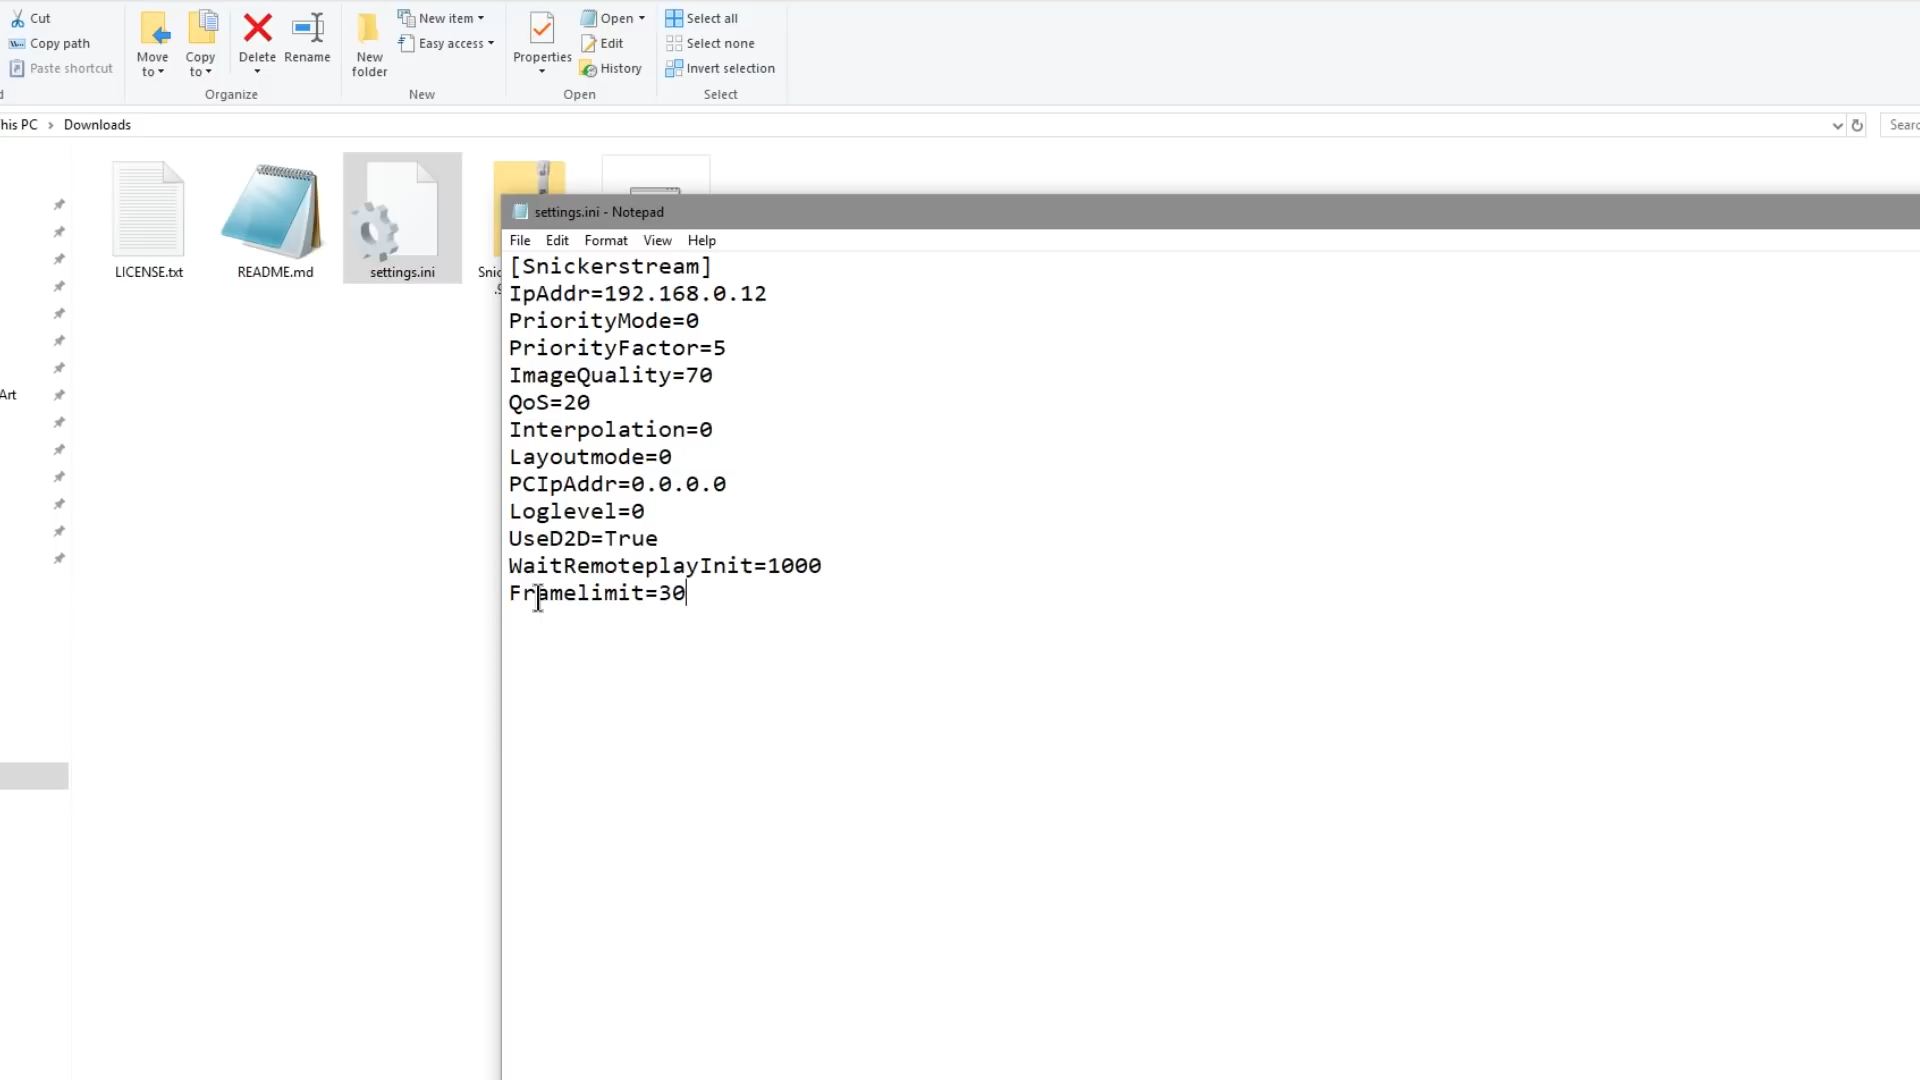 Cut
Copy path
Paste shortcut
Move to
Copy to
Delete
Rename
Organize
New folder
New item
Easy access
New
Properties
Open
Edit
History
Open
Select all
Select none
Invert selection
Select
his PC > Downloads
Searc
Art
LICENSE.txt
README.md
settings.ini
Snic
settings.ini - Notepad
File Edit Format View Help
[Snickerstream]
IpAddr=192.168.0.12
PriorityMode=0
PriorityFactor=5
ImageQuality=70
QoS=20
Interpolation=0
Layoutmode=0
PCIpAddr=0.0.0.0
Loglevel=0
UseD2D=True
WaitRemoteplayInit=1000
Framelimit=30